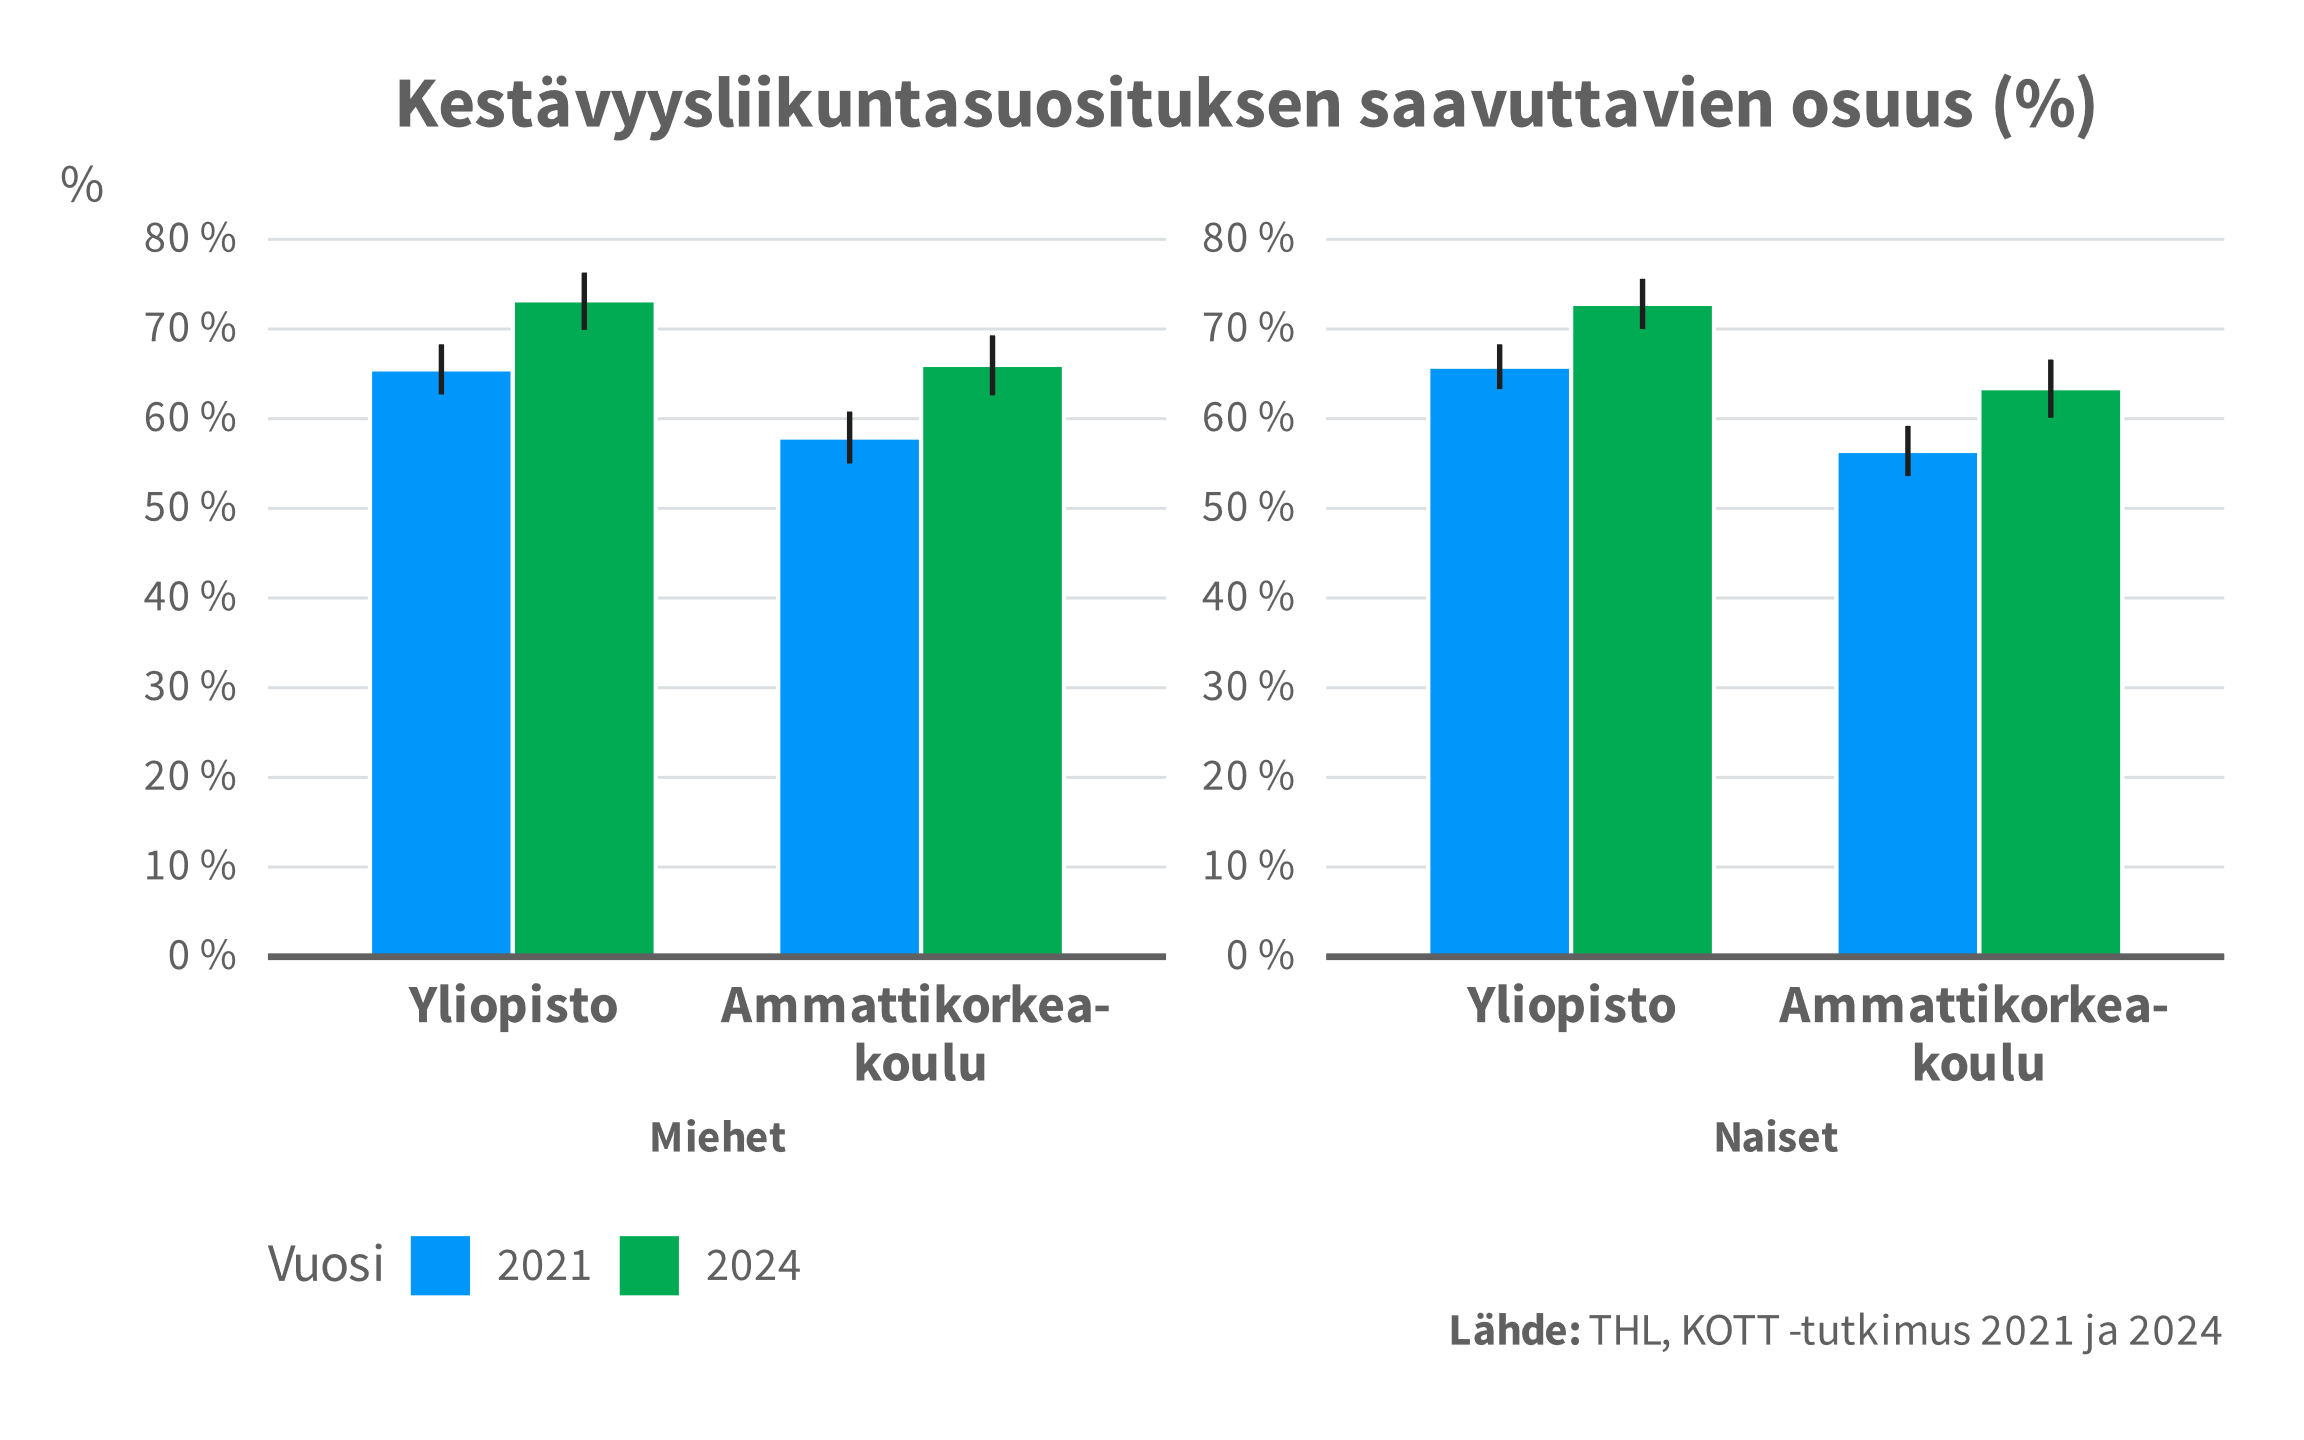 Kestävyysliikuntasuosituksen saavuttavien osuus (%)
%
80 %
70 %
60 %
50 %
40 %
30 %
20 %
10 %
0 %
Yliopisto
Ammattikorkea-
koulu
Miehet
80 %
70 %
60 %
50 %
40 %
30 %
20 %
10 %
0 %
Yliopisto
Ammattikorkea-
koulu
Naiset
Vuosi 2021 2024
Lähde: THL, KOTT -tutkimus 2021 ja 2024